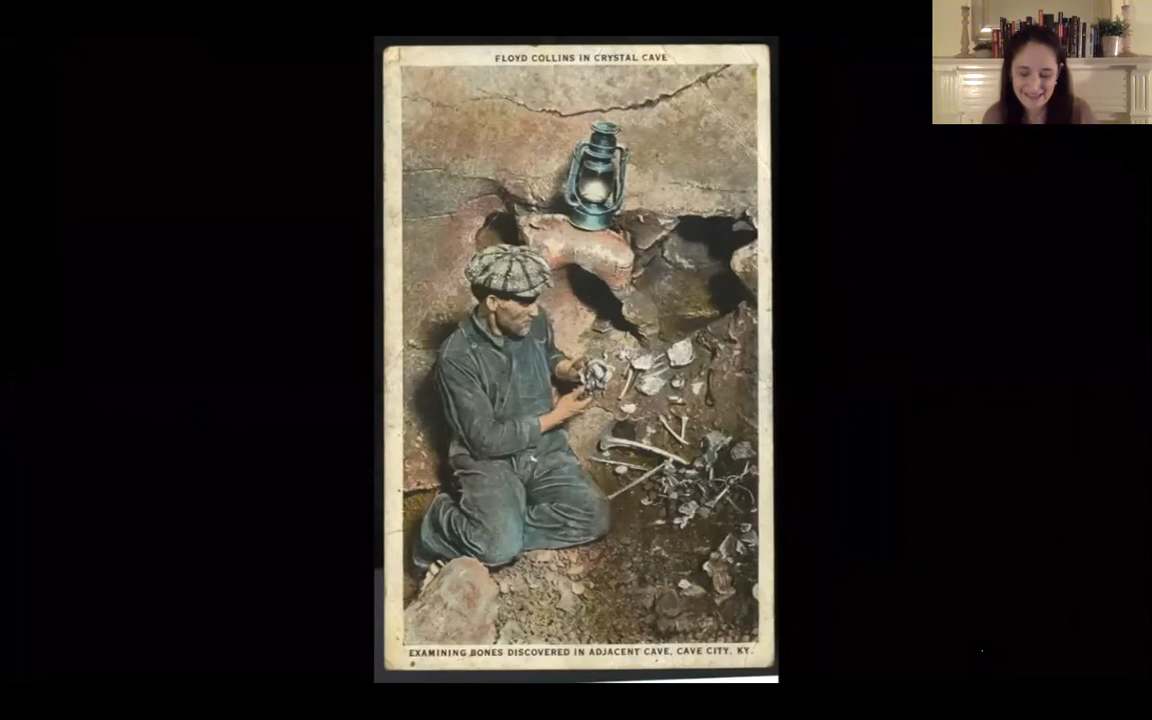 FLOYD COLLINS IN CRYSTAL CAVE
EXAMINING BONES DISCOVERED IN ADJACENT CAVE, CAVE CITY, KY.